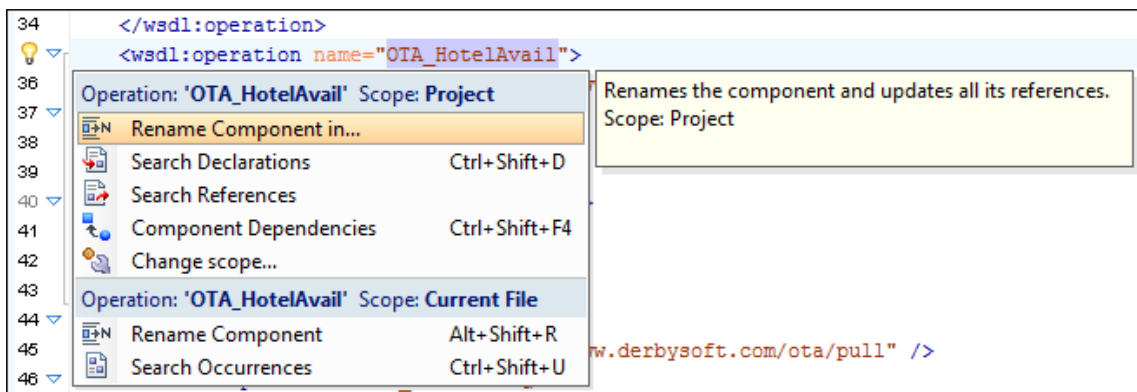 34 </wsdl:operation>
<wsdl:operation name="OTA_HotelAvail">
36 Operation: 'OTA_HotelAvail' Scope: Project
Renames the component and updates all its references.
Scope: Project
37 Rename Component in...
38 Search Declarations Ctrl+Shift+D
39 Search References
40 Component Dependencies Ctrl+Shift+F4
41
42 Change scope...
43 Operation: 'OTA_HotelAvail' Scope: Current File
44 Rename Component Alt+Shift+R
45 w.derbysoft.com/ota/pull" />
46 Search Occurrences Ctrl+Shift+U